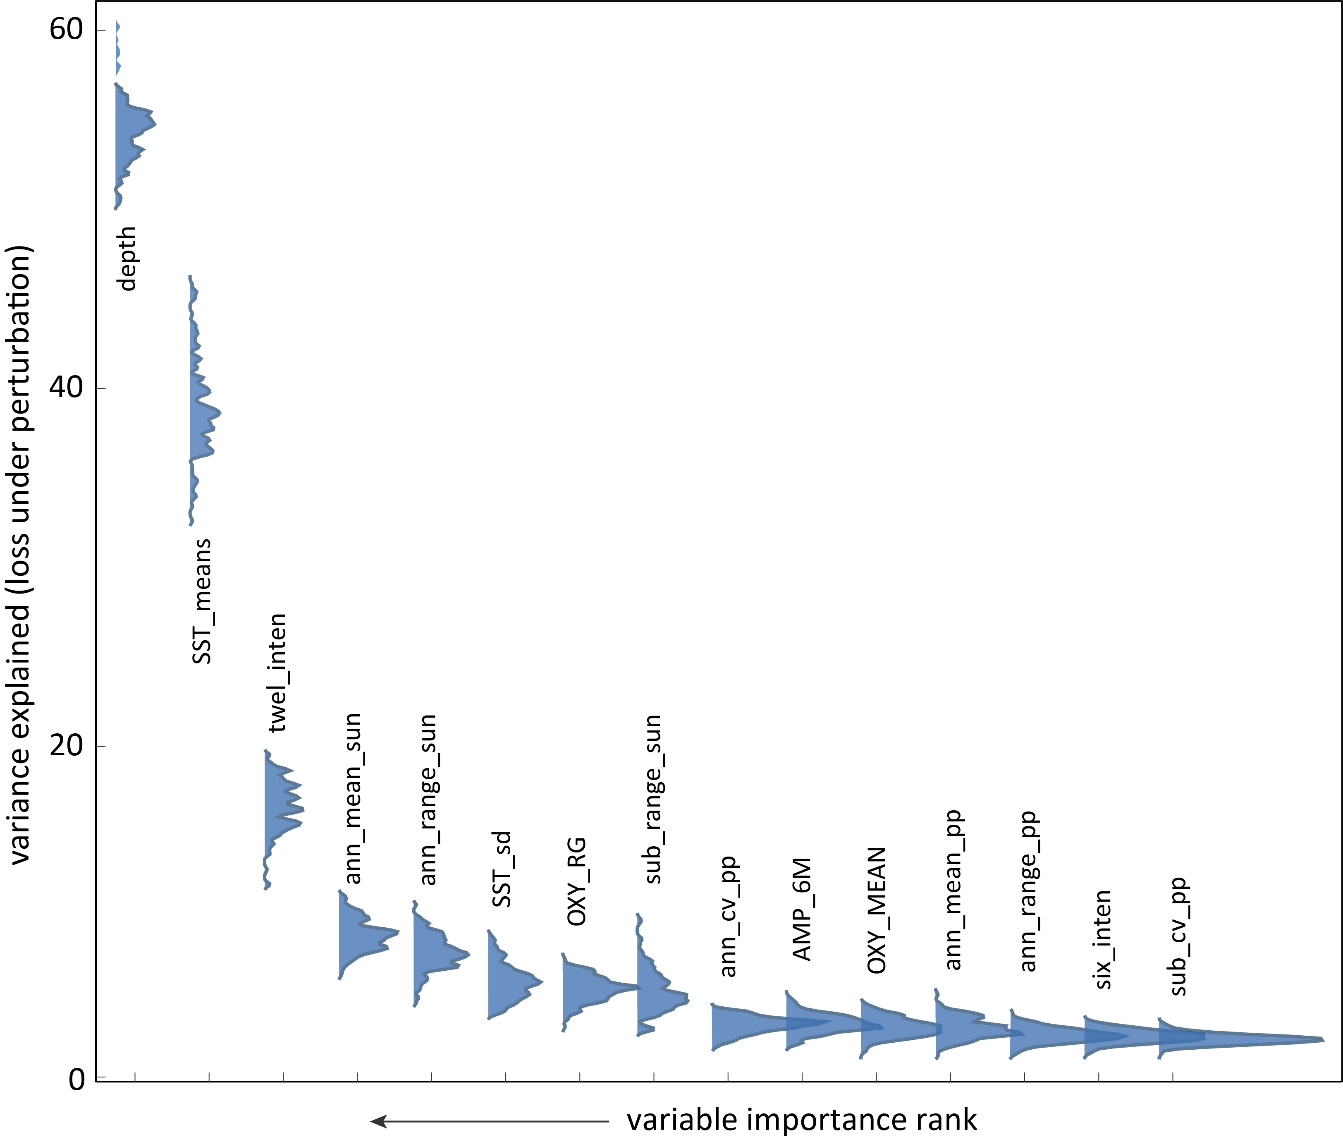 60
40
20
0
variance explained (loss under perturbation)
depth
SST_means
twel_inten
ann_mean_sun
ann_range_sun
SST_sd
OXY_RG
sub_range_sun
ann_cv_pp
AMP_6M
OXY_MEAN
ann_mean_pp
ann_range_pp
six_inten
sub_cv_pp
variable importance rank